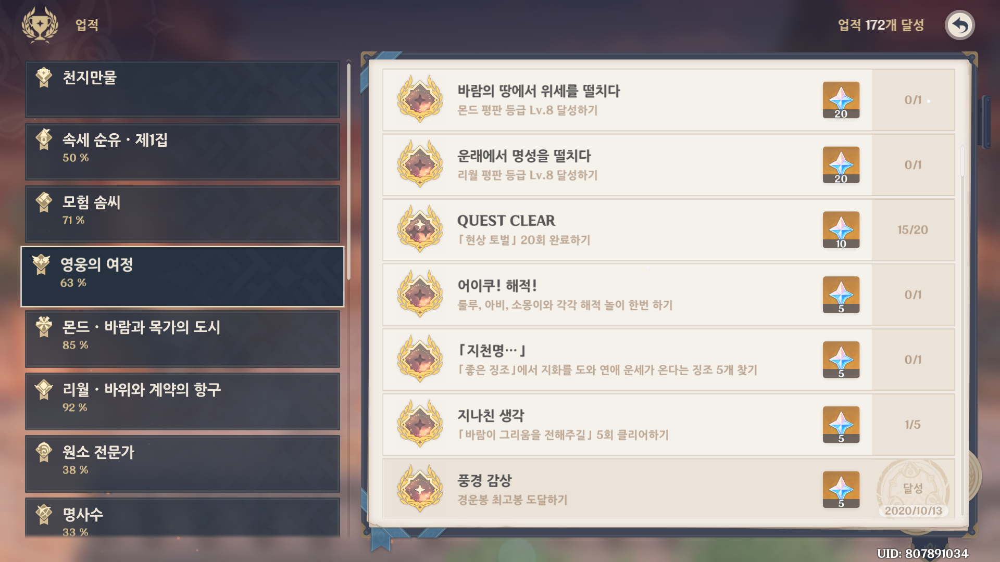 업적
업적 172개 달성
천지만물
속세 순유 · 제1집
50 %
모험 솜씨
71 %
영웅의 여정
63 %
몬드 · 바람과 목가의 도시
85 %
리월 · 바위와 계약의 항구
92 %
원소 전문가
38 %
명사수
33 %
바람의 땅에서 위세를 떨치다
몬드 평판 등급 Lv.8 달성하기
20
0/1
운래에서 명성을 떨치다
리월 평판 등급 Lv.8 달성하기
20
0/1
QUEST CLEAR
「현상 토벌」 20회 완료하기
10
15/20
어이쿠! 해적!
룰루, 아비, 소몽이와 각각 해적 놀이 한번 하기
5
0/1
「지천명…」
「좋은 징조」에서 지화를 도와 연애 운세가 온다는 징조 5개 찾기
5
0/1
지나친 생각
「바람이 그리움을 전해주길」 5회 클리어하기
5
1/5
풍경 감상
경운봉 최고봉 도달하기
5
달성
2020/10/13
UID: 807891034